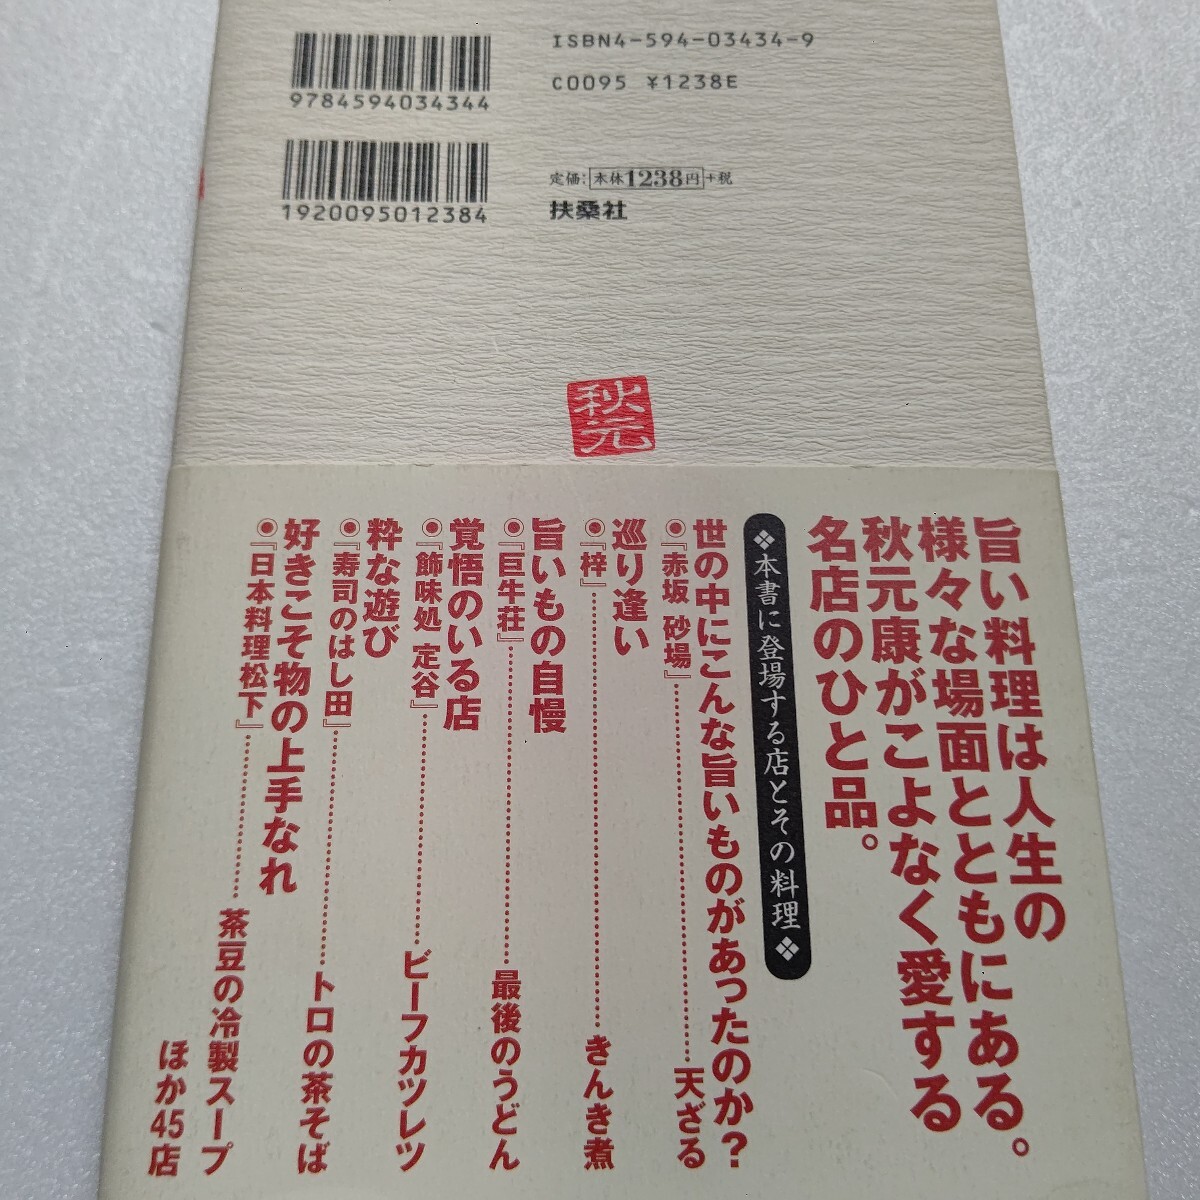 ISBN4-594-03434-9
C0095 ¥1238E
9784594034344
1920095012384
定価：本体1238円+税
扶桑社
秋元
旨い料理は人生の
様々な場面とともにある。
秋元康がこよなく愛する
名店のひと品。
❖本書に登場する店とその料理❖
世の中にこんな旨いものがあったのか？
◉『赤坂 砂場』………天ざる
巡り逢い
◉『梓』………きんき煮
旨いもの自慢
◉『巨牛荘』………最後のうどん
覚悟のいる店
◉『飾味処 定谷』………ビーフカツレツ
粋な遊び
◉『寿司のはし田』………トロの茶そば
好きこそ物の上手なれ
◉『日本料理松下』………茶豆の冷製スープ
ほか45店